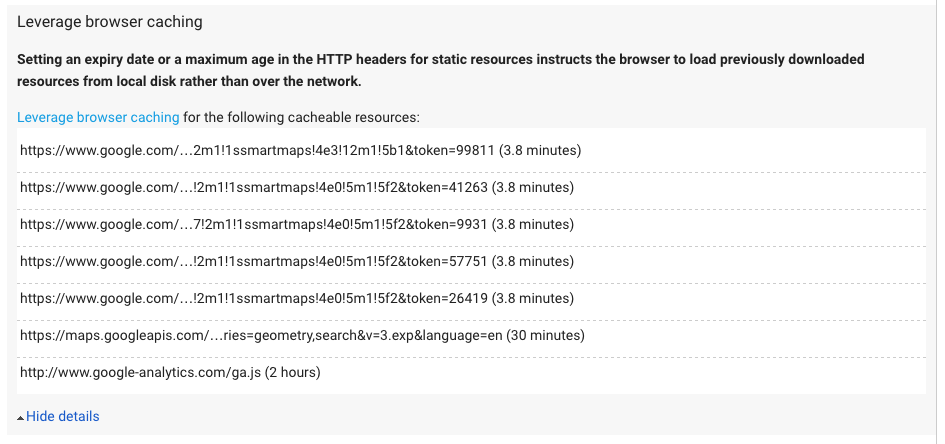 Leverage browser caching
Setting an expiry date or a maximum age in the HTTP headers for static resources instructs the browser to load previously downloaded
resources from local disk rather than over the network.
Leverage browser caching for the following cacheable resources:
https://www.google.com/…2m1!1ssmartmaps!4e3!12m1!5b1&token=99811 (3.8 minutes)
https://www.google.com/…!2m1!1ssmartmaps!4e0!5m1!5f2&token=41263 (3.8 minutes)
https://www.google.com/…7!2m1!1ssmartmaps!4e0!5m1!5f2&token=9931 (3.8 minutes)
https://www.google.com/…!2m1!1ssmartmaps!4e0!5m1!5f2&token=57751 (3.8 minutes)
https://www.google.com/…!2m1!1ssmartmaps!4e0!5m1!5f2&token=26419 (3.8 minutes)
https://maps.googleapis.com/…ries=geometry,search&v=3.exp&language=en (30 minutes)
http://www.google-analytics.com/ga.js (2 hours)
Hide details